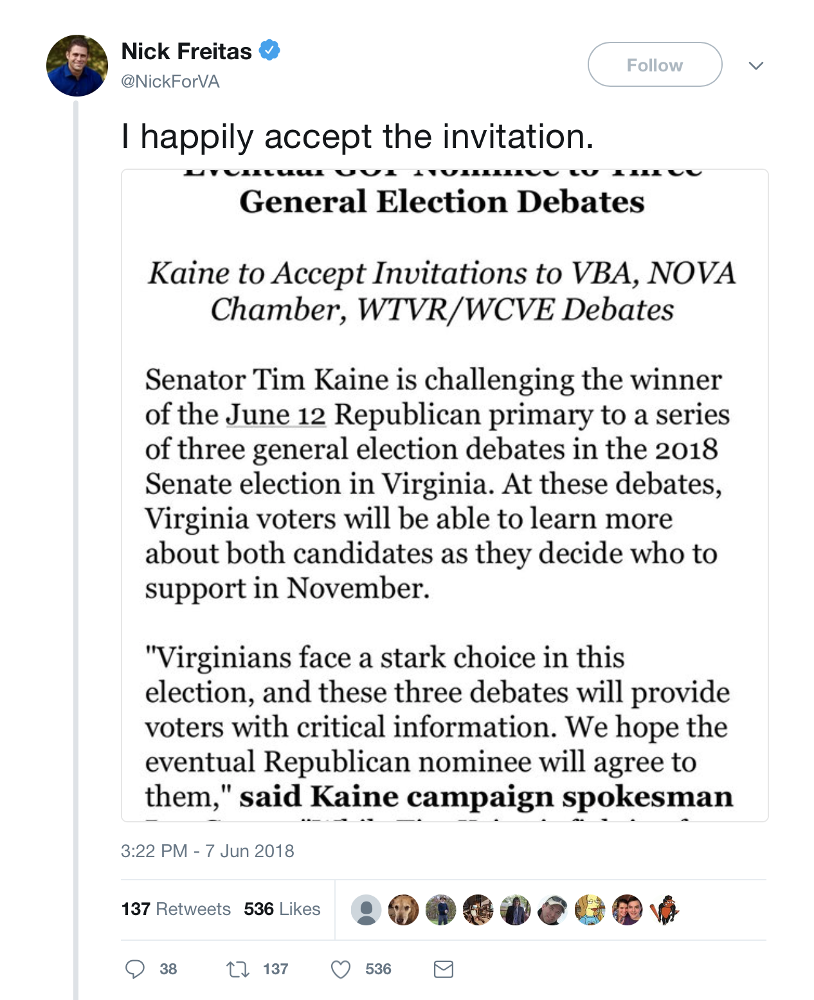 Nick Freitas
@NickForVA
Follow
I happily accept the invitation.
Eventual GOP Nominee to Three
General Election Debates
Kaine to Accept Invitations to VBA, NOVA
Chamber, WTVR/WCVE Debates
Senator Tim Kaine is challenging the winner
of the June 12 Republican primary to a series
of three general election debates in the 2018
Senate election in Virginia. At these debates,
Virginia voters will be able to learn more
about both candidates as they decide who to
support in November.
"Virginians face a stark choice in this
election, and these three debates will provide
voters with critical information. We hope the
eventual Republican nominee will agree to
them," said Kaine campaign spokesman
3:22 PM - 7 Jun 2018
137 Retweets 536 Likes
38 137 536